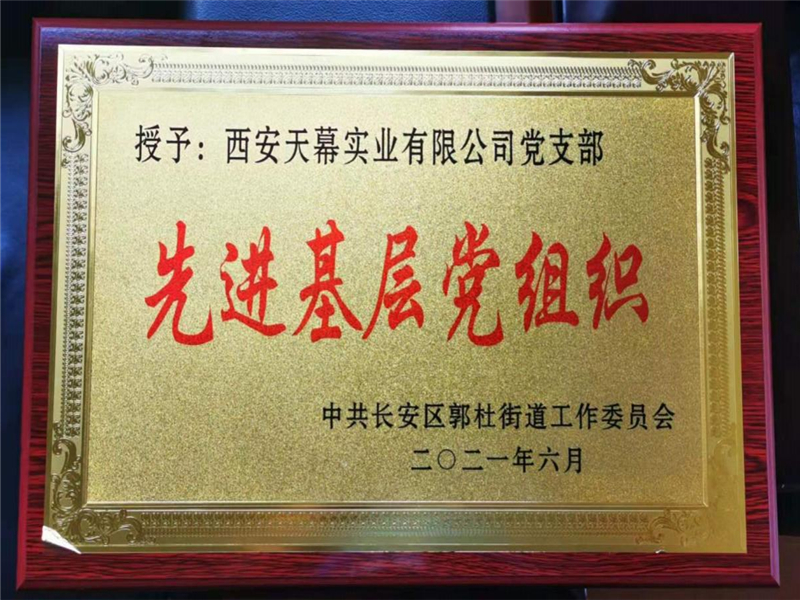 授予：西安天幕实业有限公司党支部
先进基层党组织
中共长安区郭杜街道工作委员会
二〇二一年六月